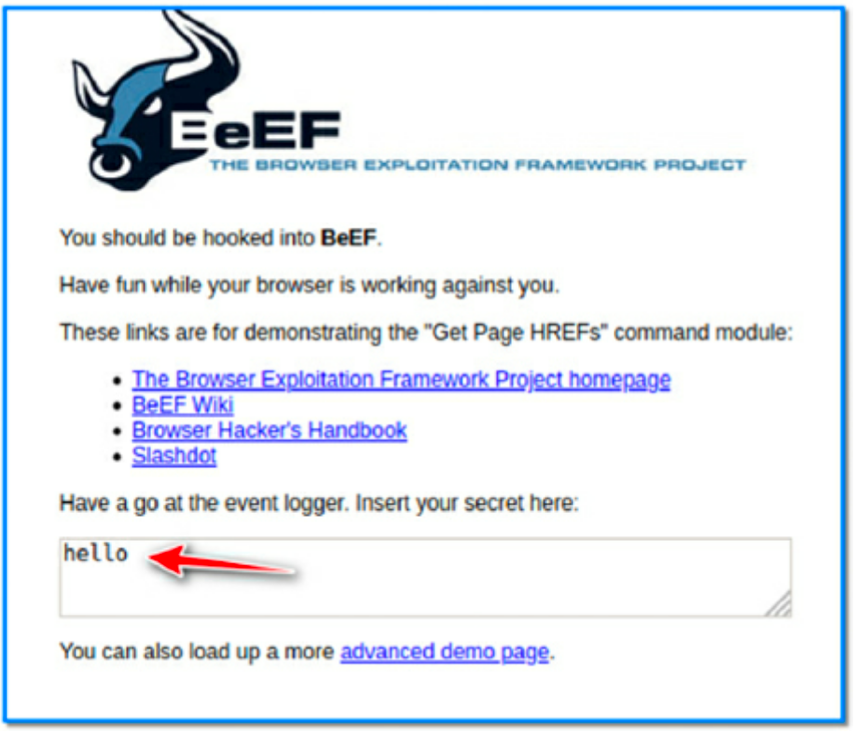 BeEF
THE BROWSER EXPLOITATION FRAMEWORK PROJECT
You should be hooked into BeEF.
Have fun while your browser is working against you.
These links are for demonstrating the "Get Page HREFs" command module:
The Browser Exploitation Framework Project homepage
BeEF Wiki
Browser Hacker's Handbook
Slashdot
Have a go at the event logger. Insert your secret here:
hello
You can also load up a more advanced demo page.